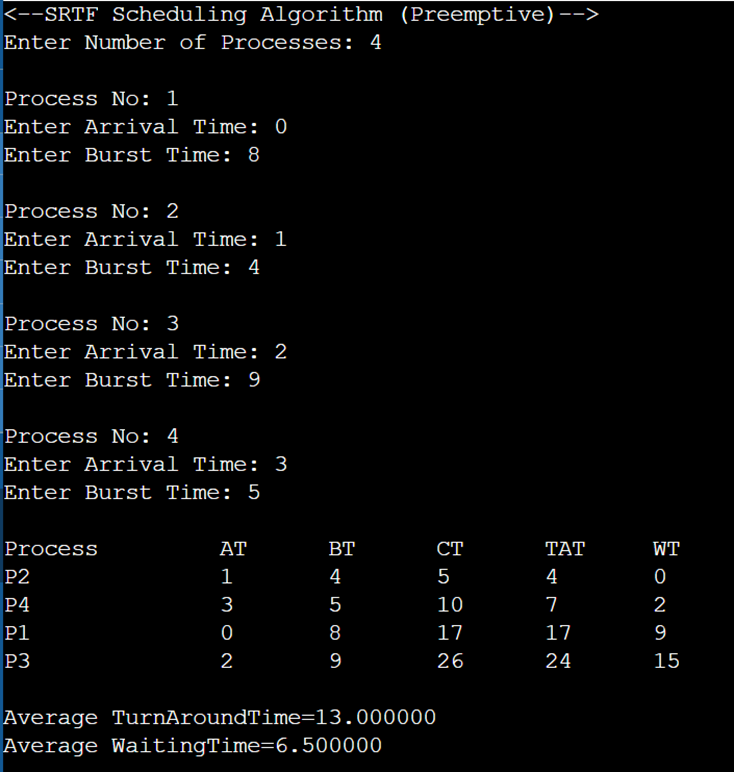 <--SRTF Scheduling Algorithm (Preemptive)-->
Enter Number of Processes: 4
Process No: 1
Enter Arrival Time: 0
Enter Burst Time: 8
Process No: 2
Enter Arrival Time: 1
Enter Burst Time: 4
Process No: 3
Enter Arrival Time: 2
Enter Burst Time: 9
Process No: 4
Enter Arrival Time: 3
Enter Burst Time: 5
Process AT BT CT TAT WT
P2 1 4 5 4 0
P4 3 5 10 7 2
P1 0 8 17 17 9
P3 2 9 26 24 15
Average TurnAroundTime=13.000000
Average WaitingTime=6.500000